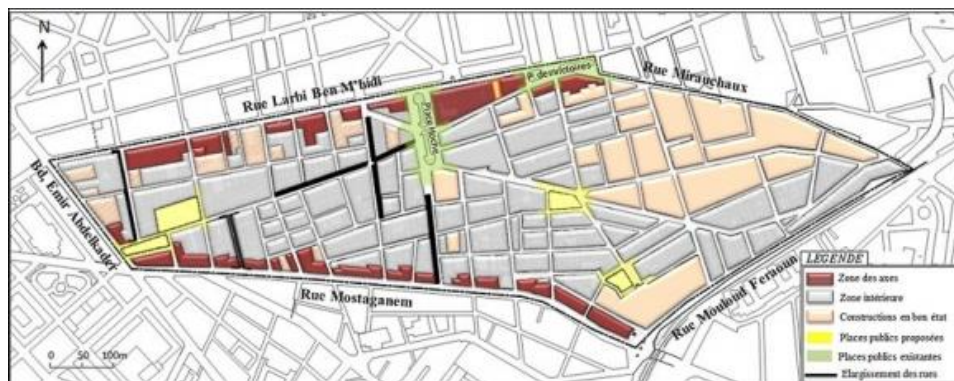 N
Rue Larbi Ben M'hidi
P. des victoires
Rue Mirauchaux
Place Hoche
Bd. Emir Abdelkader
Rue Mostaganem
Rue Mouloud Feraoun
0 50 100m
LEGENDE
Zone des axes
Zone intérieure
Constructions en bon état
Places publics proposées
Places publics existantes
Elargissement des rues